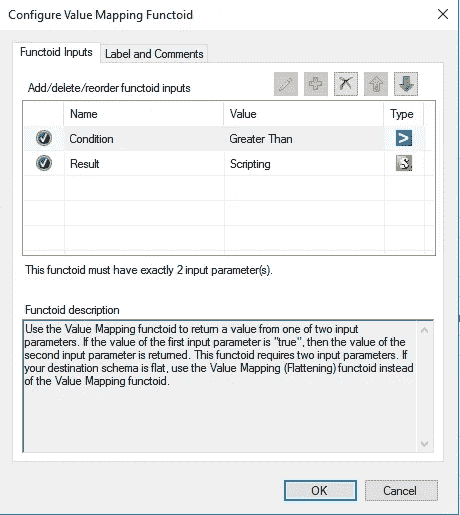 Configure Value Mapping Functoid
Functoid Inputs Label and Comments
Add/delete/reorder functoid inputs
Name Value Type
Condition Greater Than >
Result Scripting S
This functoid must have exactly 2 input parameter(s).
Functoid description
Use the Value Mapping functoid to return a value from one of two input
parameters. If the value of the first input parameter is "true", then the value of the
second input parameter is returned. This functoid requires two input parameters. If
your destination schema is flat, use the Value Mapping (Flattening) functoid instead
of the Value Mapping functoid.
OK Cancel